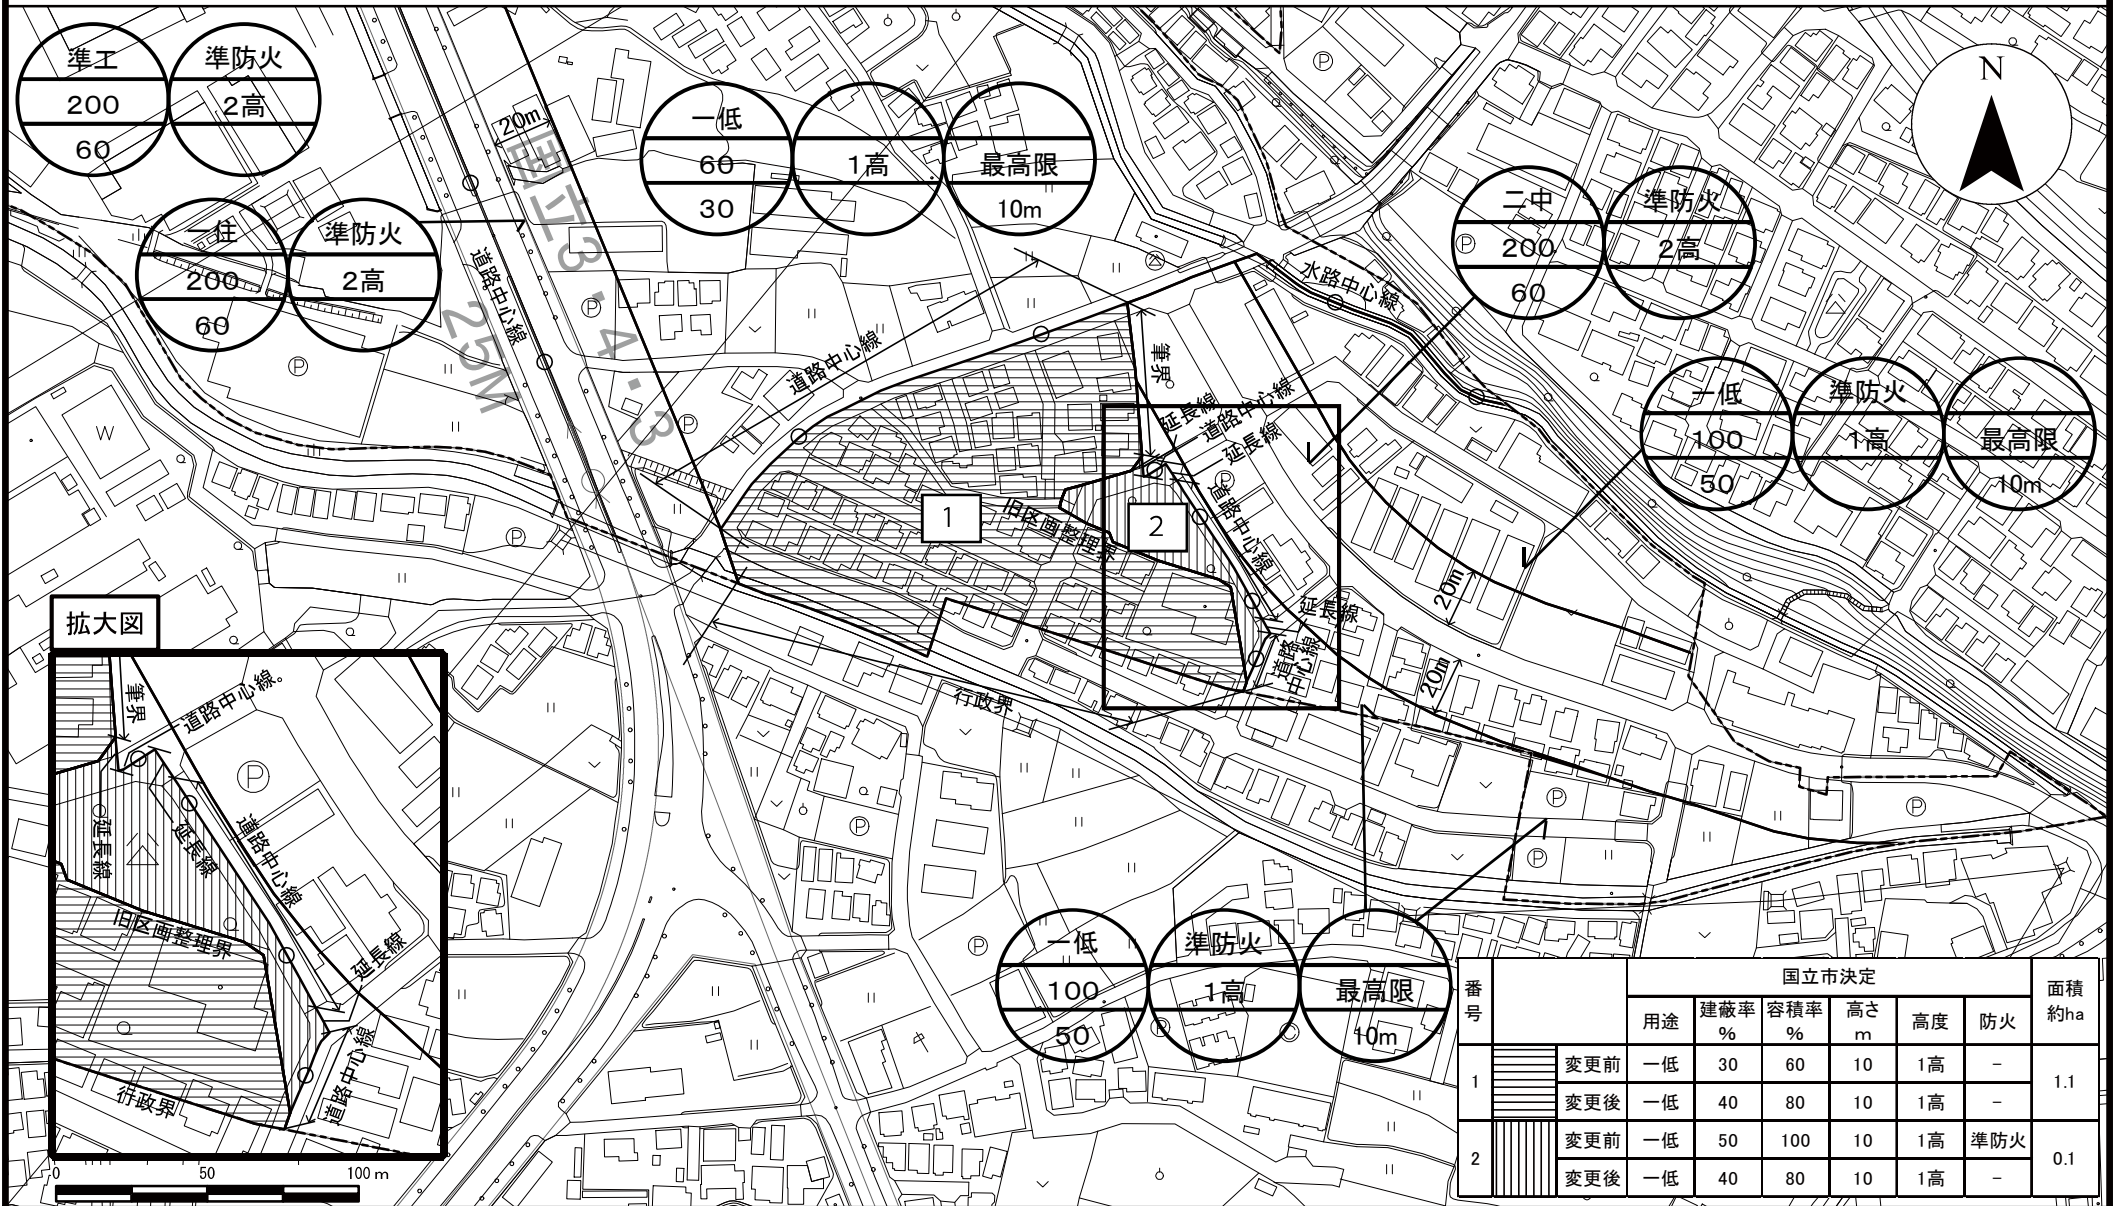 準工
200
60
準防火
2高
一住
200
60
準防火
2高
20m
国立3・4・3
25M
道路中心線
一低
60
30
1高
最高限
10m
N
二中
200
60
準防火
2高
水路中心線
一低
100
50
準防火
1高
最高限
10m
道路中心線
筆界
延長線
道路中心線
延長線
道路中心線
旧区画整理界
1
2
延長線
道路
中心線
20m
20m
行政界
W
P
P
P
P
P
P
P
P
P
P
P
P
P
P
C
拡大図
筆界
道路中心線
P
延長線
延長線
道路中心線
旧区画整理界
延長線
道路中心線
行政界
0 50 100 m
一低
100
50
準防火
1高
最高限
10m
番号 国立市決定 面積約ha
用途 建蔽率% 容積率% 高さm 高度 防火
1 変更前 一低 30 60 10 1高 - 1.1
変更後 一低 40 80 10 1高 -
2 変更前 一低 50 100 10 1高 準防火 0.1
変更後 一低 40 80 10 1高 -